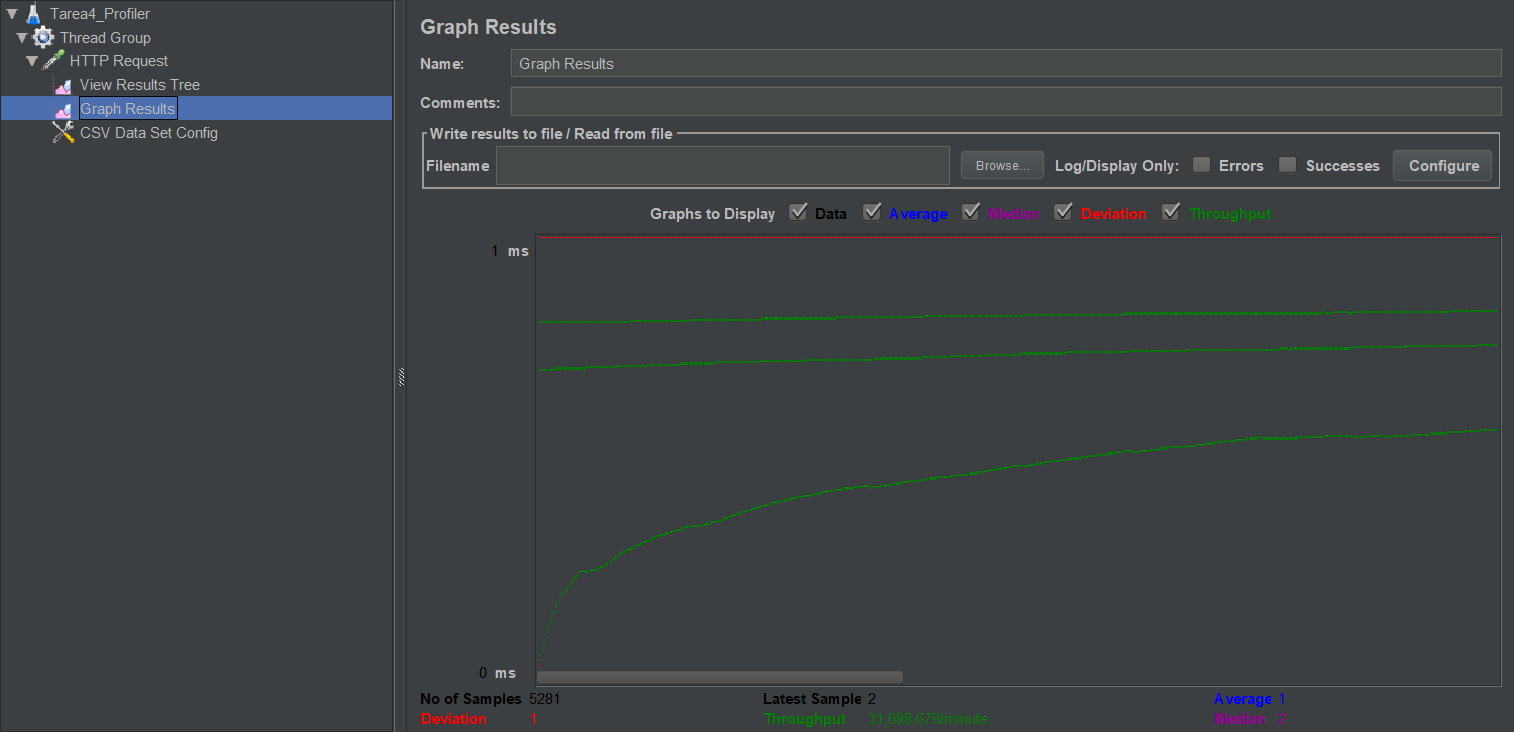 Tarea4_Profiler
Thread Group
HTTP Request
View Results Tree
Graph Results
CSV Data Set Config
Graph Results
Name: Graph Results
Comments:
Write results to file / Read from file
Filename Browse... Log/Display Only: Errors Successes Configure
Graphs to Display Data Average Median Deviation Throughput
1 ms
0 ms
No of Samples 5281 Latest Sample 2 Average 1
Deviation 1 Throughput 31,698.679/minute Median